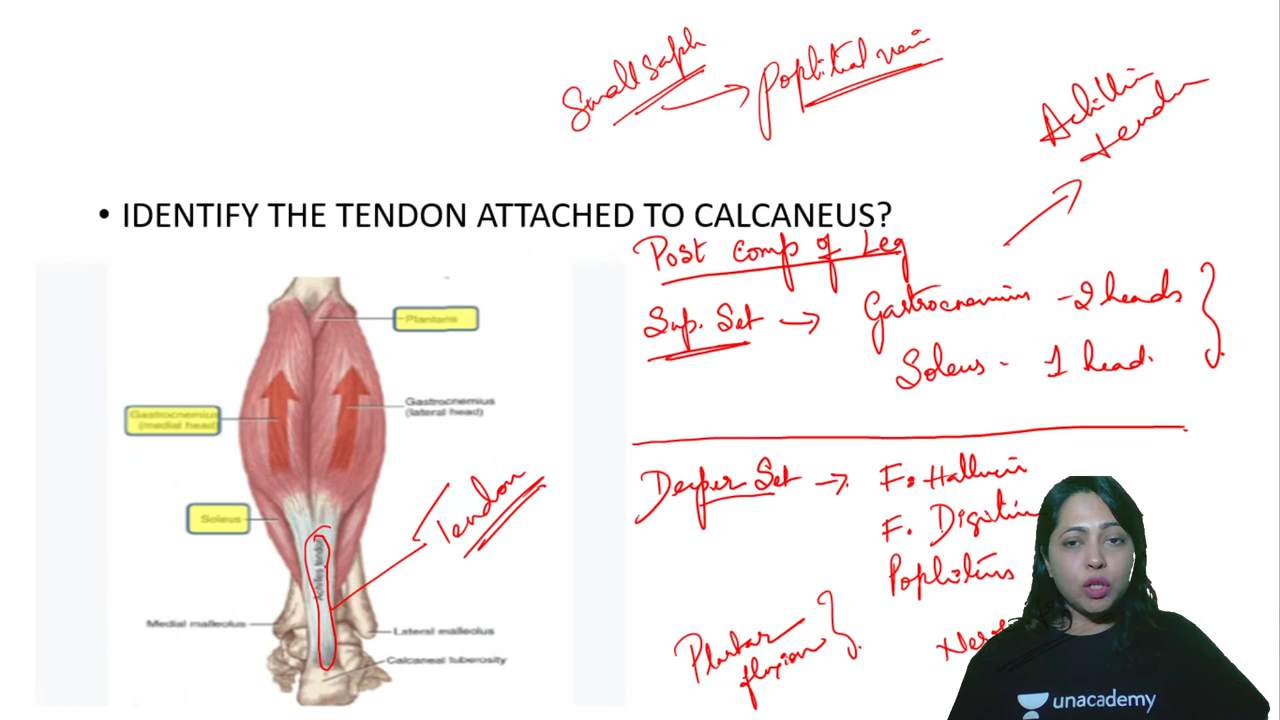 Small saph → Popliteal vein
Achilles
tendon
• IDENTIFY THE TENDON ATTACHED TO CALCANEUS?
Post Comp of Leg
Sup. Set → Gastrocnemius - 2 heads
Soleus - 1 head.
Plantaris
Gastrocnemius
(medial head)
Gastrocnemius
(lateral head)
Soleus
Achilles tendon
Tendon
Medial malleolus
Lateral malleolus
Calcaneal tuberosity
Deeper Set →
F. Hallucis
F.
Popliteus
Plantar
flexion
unacademy